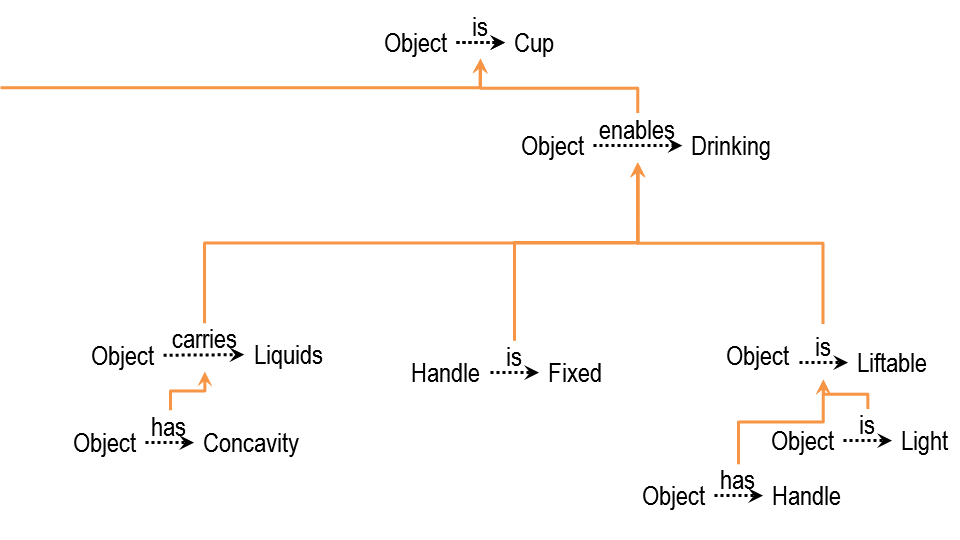 Object is Cup
Object enables Drinking
Object carries Liquids
Handle is Fixed
Object is Liftable
Object has Concavity
Object is Light
Object has Handle